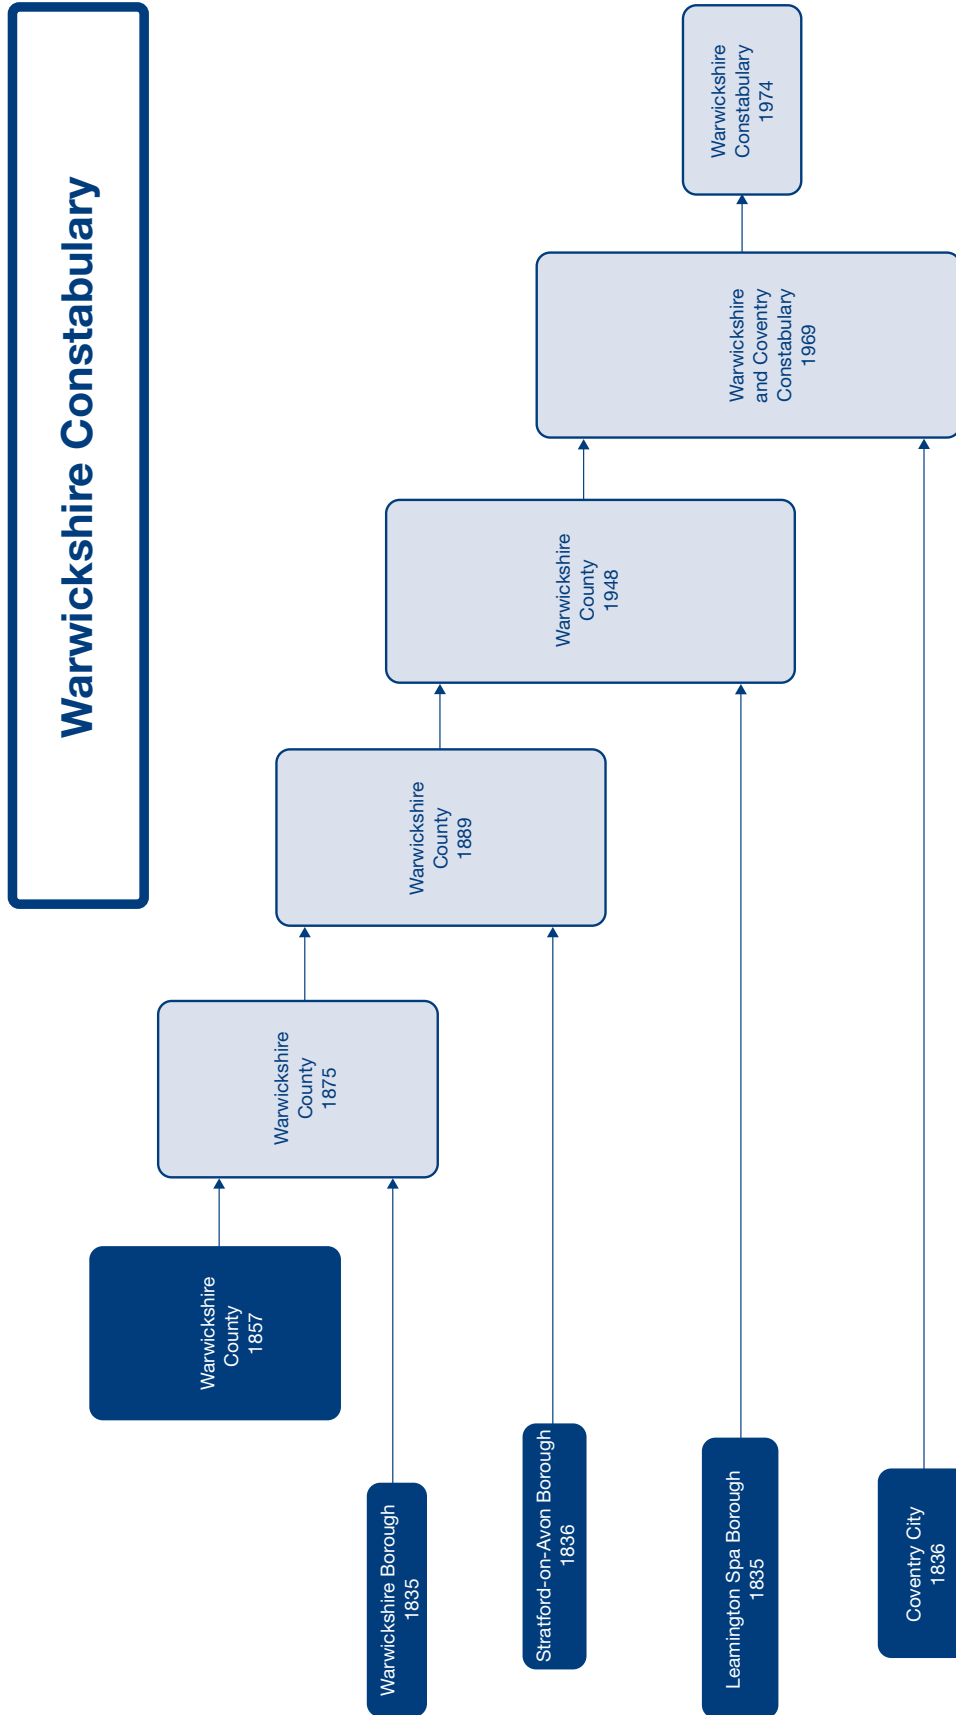 Warwickshire Constabulary
Warwickshire
County
1857
Warwickshire Borough
1835
Warwickshire
County
1875
Stratford-on-Avon Borough
1836
Warwickshire
County
1889
Leamington Spa Borough
1835
Warwickshire
County
1948
Coventry City
1836
Warwickshire
and Coventry
Constabulary
1969
Warwickshire
Constabulary
1974